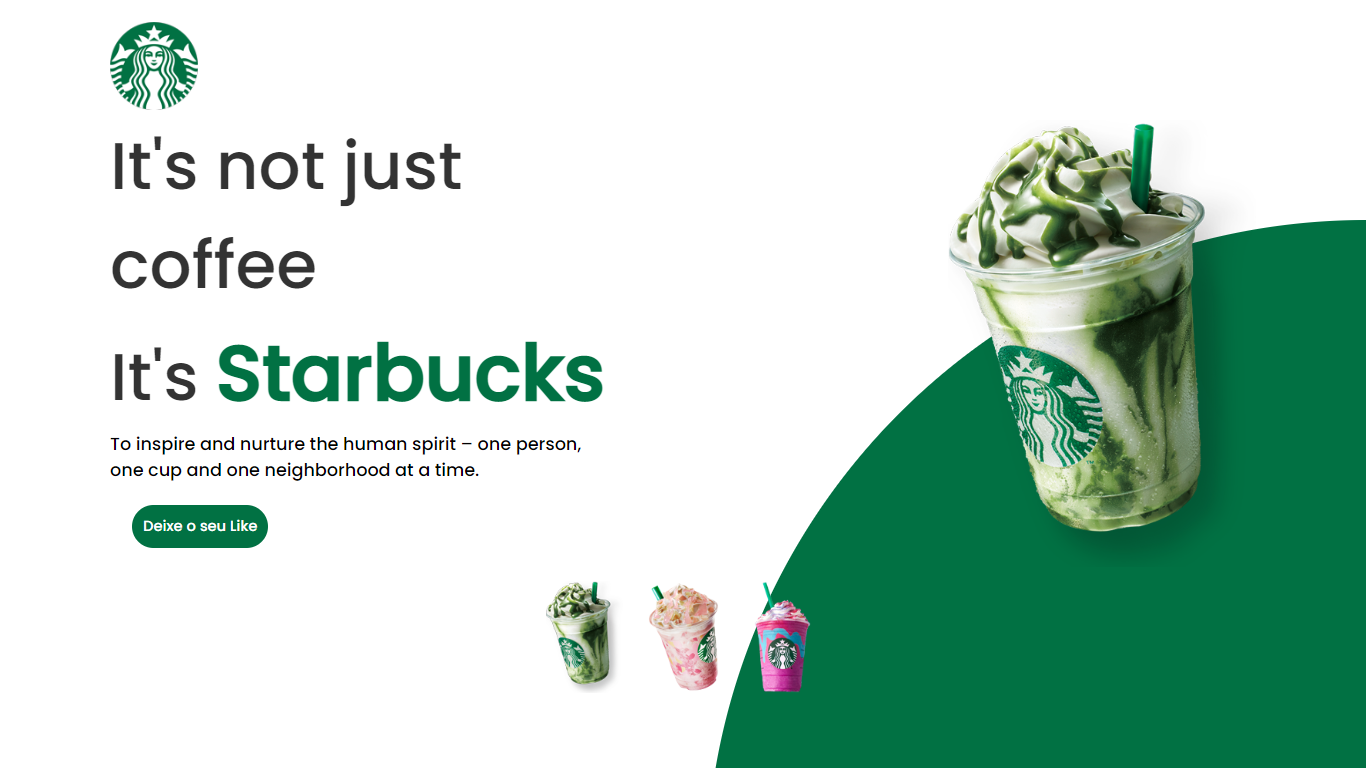 It's not just
coffee
It's Starbucks
To inspire and nurture the human spirit – one person,
one cup and one neighborhood at a time.
Deixe o seu Like